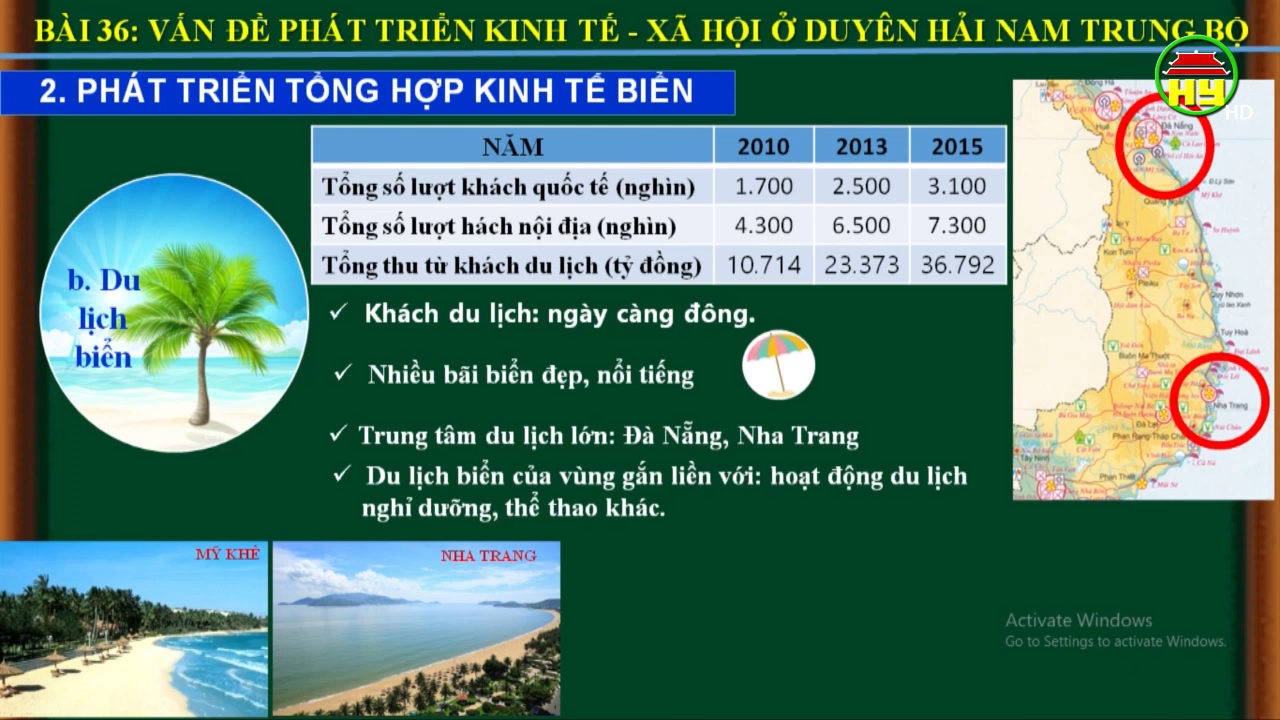 BÀI 36: VẤN ĐỀ PHÁT TRIỂN KINH TẾ - XÃ HỘI Ở DUYÊN HẢI NAM TRUNG BỘ
HY
HD
2. PHÁT TRIỂN TỔNG HỢP KINH TẾ BIỂN
NĂM 2010 2013 2015
Tổng số lượt khách quốc tế (nghìn) 1.700 2.500 3.100
Tổng số lượt hách nội địa (nghìn) 4.300 6.500 7.300
Tổng thu từ khách du lịch (tỷ đồng) 10.714 23.373 36.792
b. Du
lịch
biển
✓ Khách du lịch: ngày càng đông.
✓ Nhiều bãi biển đẹp, nổi tiếng
✓ Trung tâm du lịch lớn: Đà Nẵng, Nha Trang
✓ Du lịch biển của vùng gắn liền với: hoạt động du lịch
nghỉ dưỡng, thể thao khác.
Huế
Đà Nẵng
Quảng Ngãi
Kon Tum
Pleiku
Quy Nhơn
Tuy Hoà
Buôn Ma Thuột
Nha Trang
Đà Lạt
Phan Rang Tháp Chàm
Tây Ninh
Phan Thiết
MỸ KHÊ
NHA TRANG
Activate Windows
Go to Settings to activate Windows.